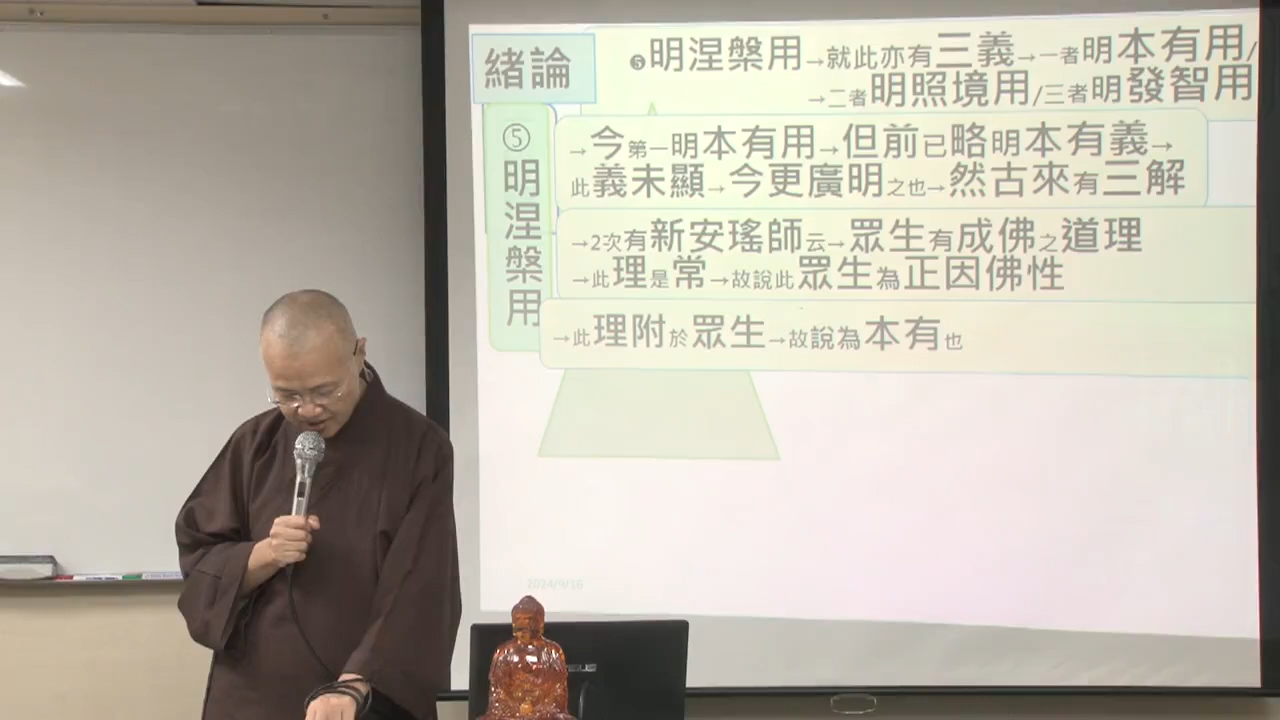 緒論
❺明涅槃用→就此亦有三義→一者明本有用/
→二者明照境用/三者明發智用
⑤明涅槃用
→今第一明本有用→但前已略明本有義→
此義未顯→今更廣明之也→然古來有三解
→2次有新安瑤師云→眾生有成佛之道理
→此理是常→故說此眾生為正因佛性
→此理附於眾生→故說為本有也
2024/9/16